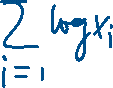 ∑ log xᵢ
i=1